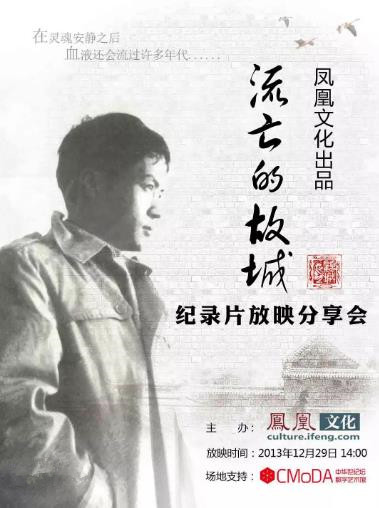 在灵魂安静之后
血液还会流过许多年代......
凤凰文化出品
流亡的故城
纪录片放映分享会
主 办: 鳳凰 文化
culture.ifeng.com
放映时间: 2013年12月29日 14:00
场地支持: CMoDA 中华世纪坛
数字艺术馆